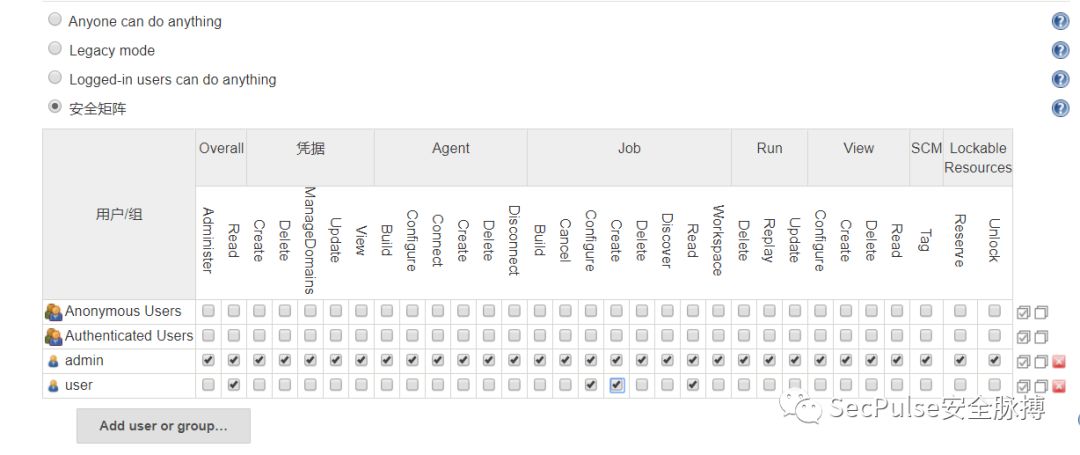 Anyone can do anything
Legacy mode
Logged-in users can do anything
安全矩阵
用户/组
Overall 凭据 Agent Job Run View SCM Lockable Resources
Administer Read Create Delete ManageDomains Update View Build Configure Connect Create Delete Disconnect Build Cancel Configure Create Delete Discover Read Workspace Delete Replay Update Configure Create Delete Read Tag Reserve Unlock
Anonymous Users
Authenticated Users
admin
user
SecPulse安全脉搏
Add user or group...